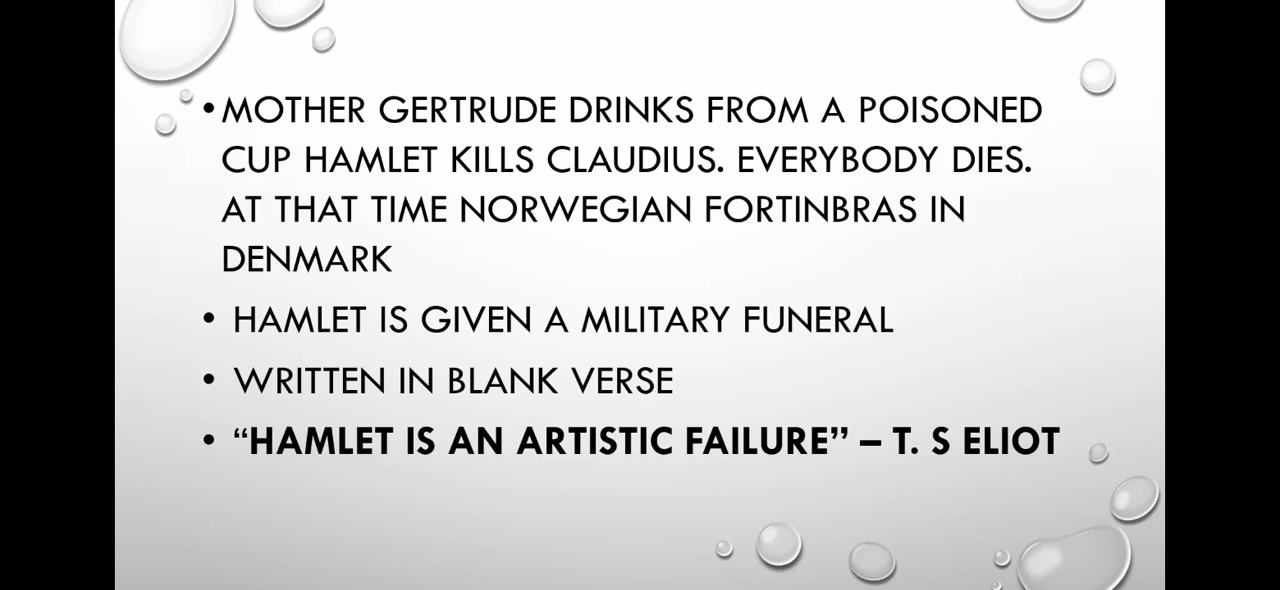 • MOTHER GERTRUDE DRINKS FROM A POISONED
CUP HAMLET KILLS CLAUDIUS. EVERYBODY DIES.
AT THAT TIME NORWEGIAN FORTINBRAS IN
DENMARK
• HAMLET IS GIVEN A MILITARY FUNERAL
• WRITTEN IN BLANK VERSE
• “HAMLET IS AN ARTISTIC FAILURE” – T. S ELIOT